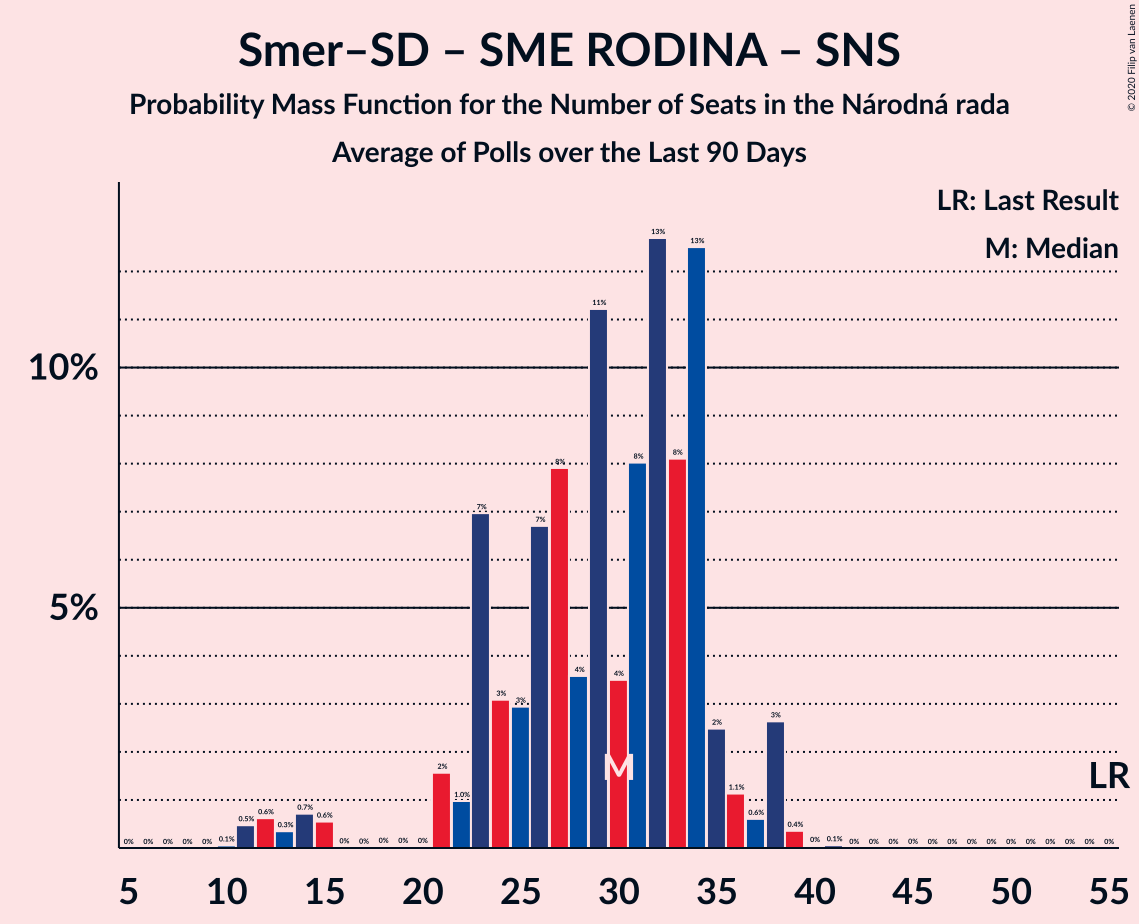 Smer–SD – SME RODINA – SNS
Probability Mass Function for the Number of Seats in the Národná rada
Average of Polls over the Last 90 Days
© 2020 Filip van Laenen
LR: Last Result
M: Median
10%
5%
0% 0% 0% 0% 0% 0.1% 0.5% 0.6% 0.3% 0.7% 0.6% 0% 0% 0% 0% 0% 2% 1.0% 7% 3% 3% 7% 8% 4% 11% 4% 8% 13% 8% 13% 2% 1.1% 0.6% 3% 0.4% 0% 0.1% 0% 0% 0% 0% 0% 0% 0% 0% 0% 0% 0% 0% 0% 0%
M
LR
5 10 15 20 25 30 35 40 45 50 55